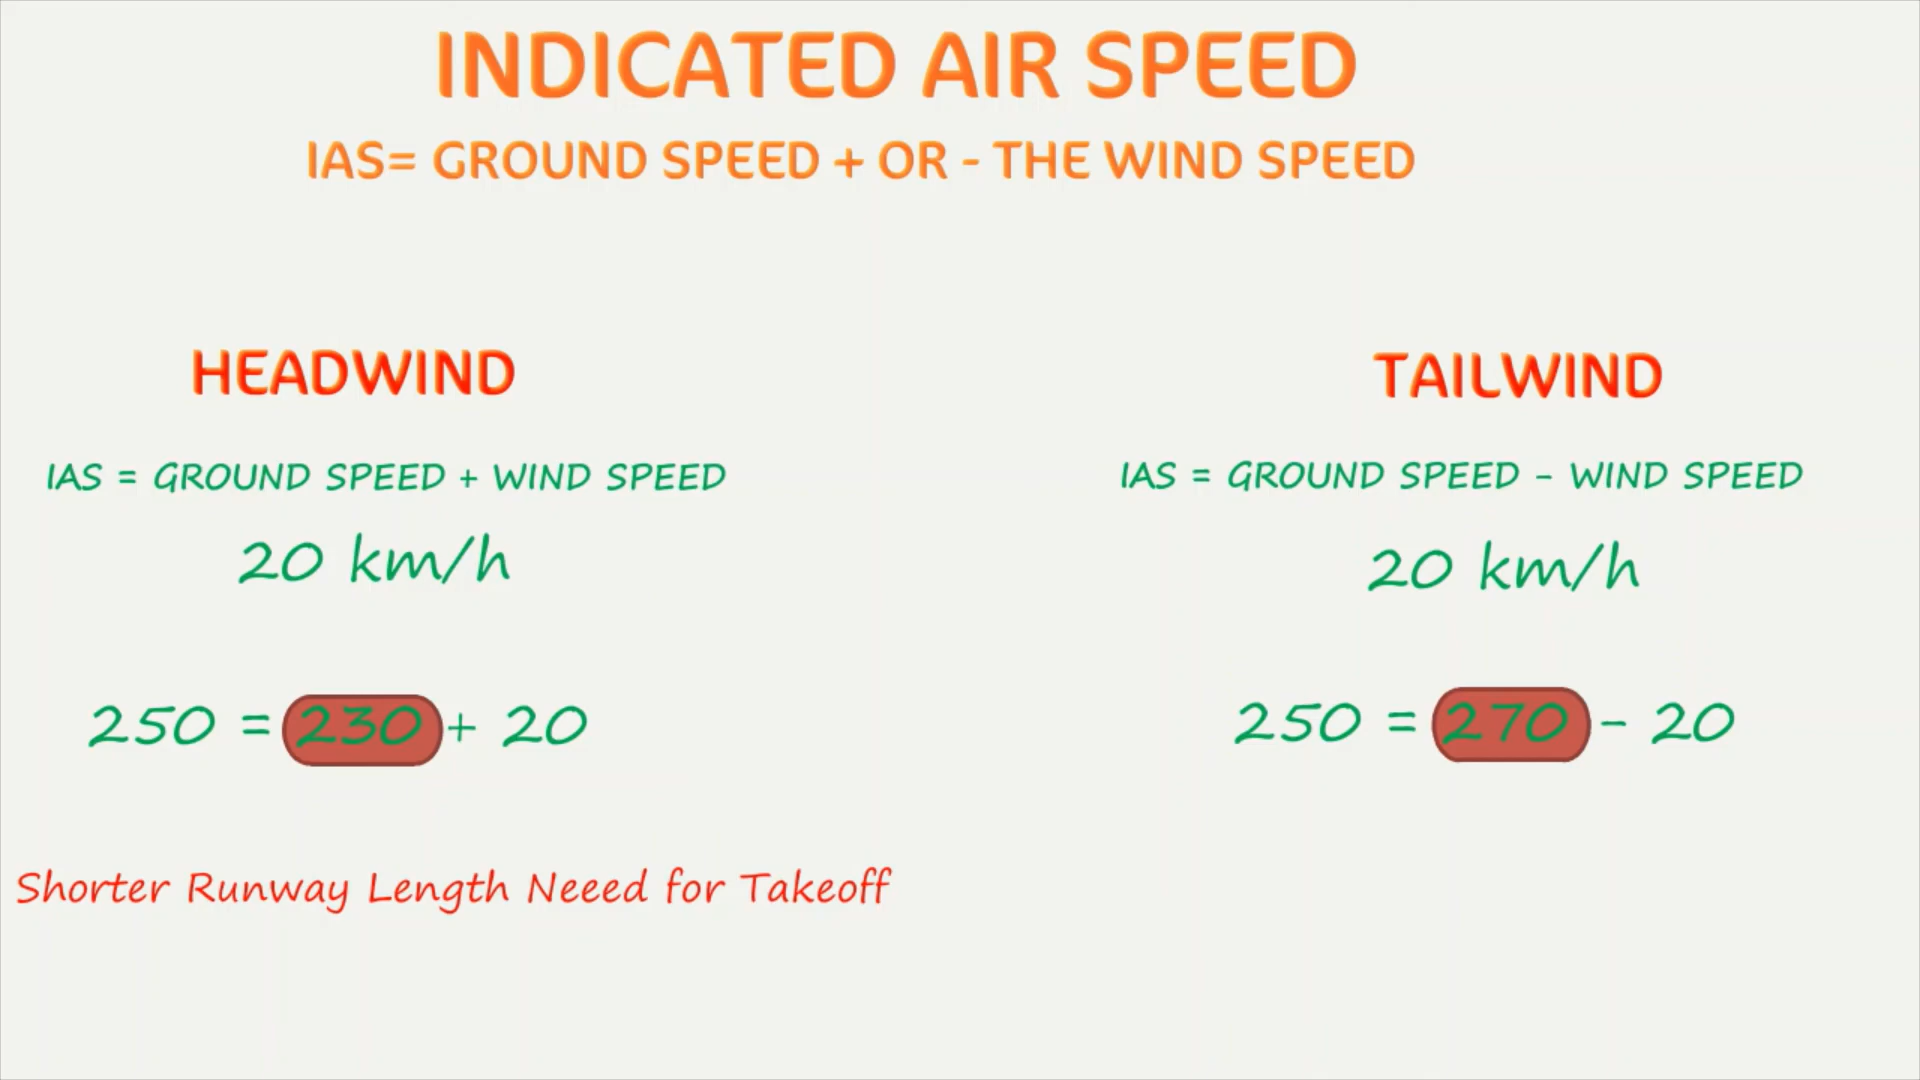 INDICATED AIR SPEED
IAS= GROUND SPEED + OR - THE WIND SPEED
HEADWIND
IAS = GROUND SPEED + WIND SPEED
20 km/h
250 = 230 + 20
Shorter Runway Length Neeed for Takeoff
TAILWIND
IAS = GROUND SPEED - WIND SPEED
20 km/h
250 = 270 - 20